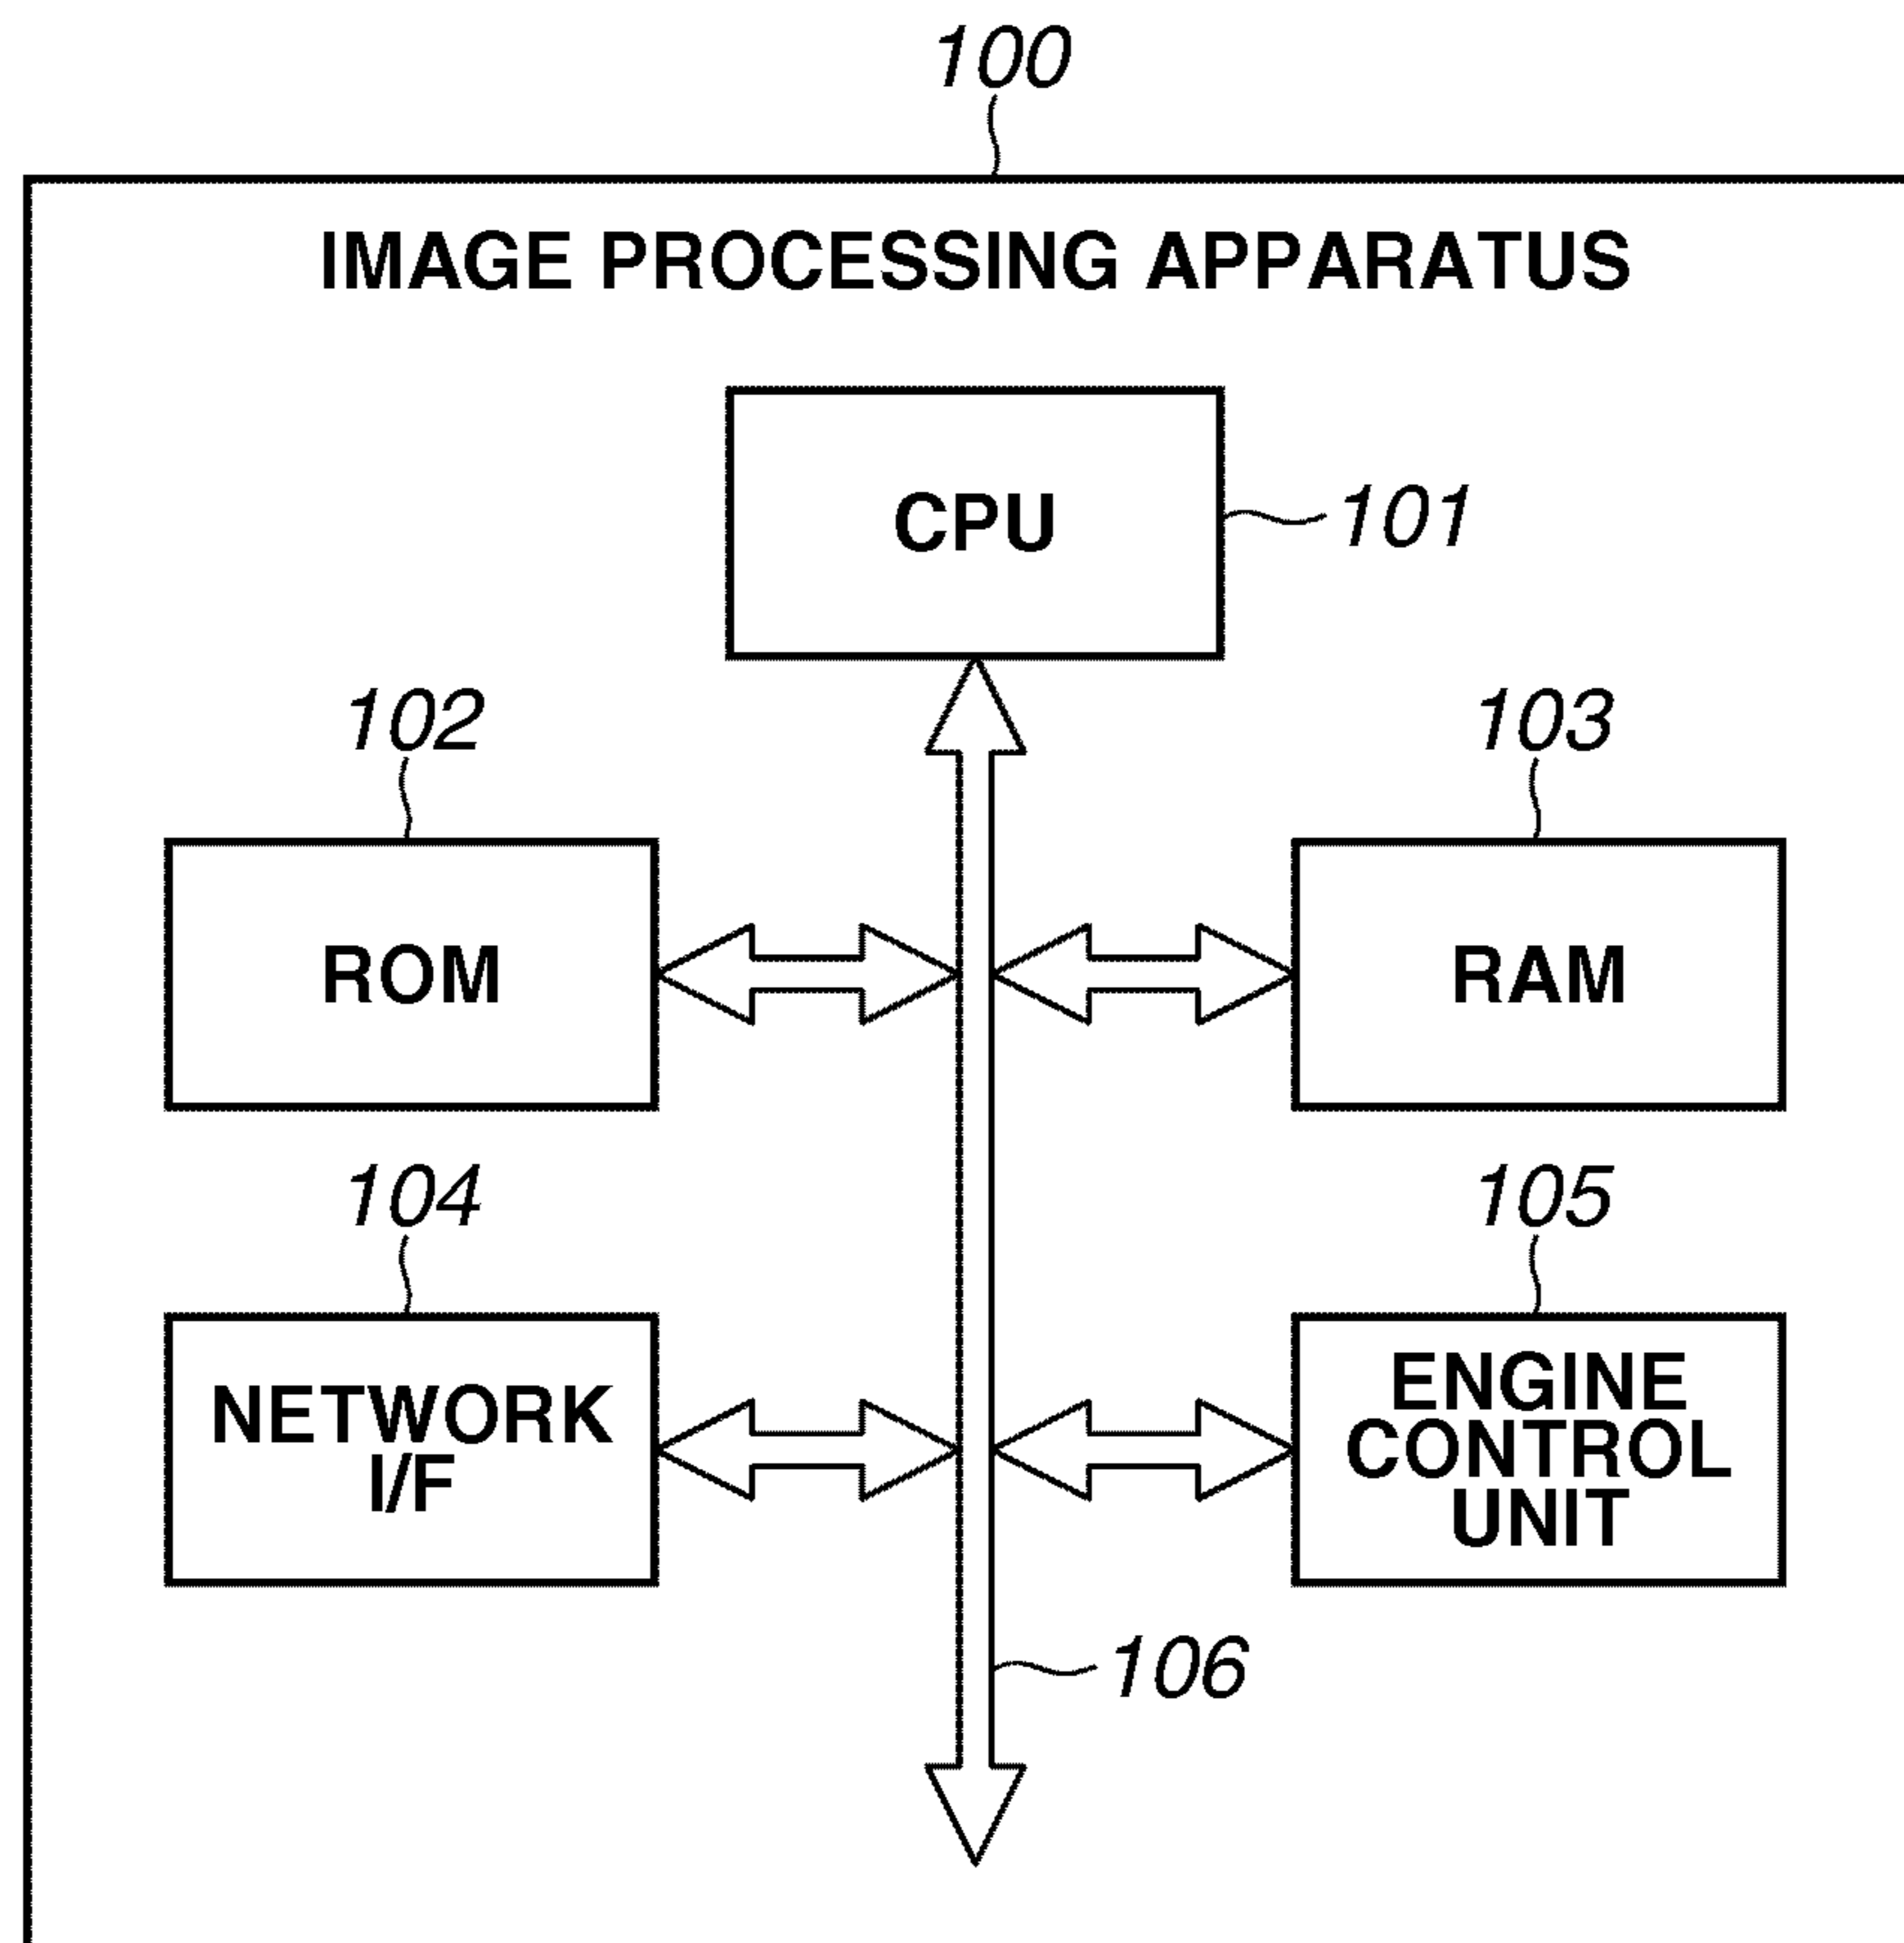 100
IMAGE PROCESSING APPARATUS
CPU
101
102
103
ROM
RAM
104
105
NETWORK
I/F
ENGINE
CONTROL
UNIT
106